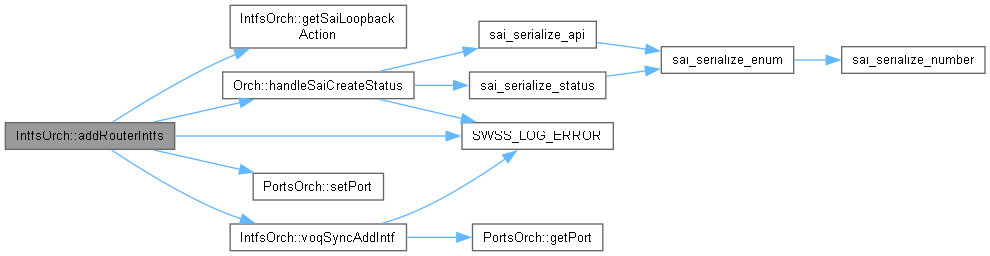 IntfsOrch::getSaiLoopback
Action
sai_serialize_api
sai_serialize_enum
sai_serialize_number
Orch::handleSaiCreateStatus
sai_serialize_status
IntfsOrch::addRouterIntfs
SWSS_LOG_ERROR
PortsOrch::setPort
IntfsOrch::voqSyncAddIntf
PortsOrch::getPort